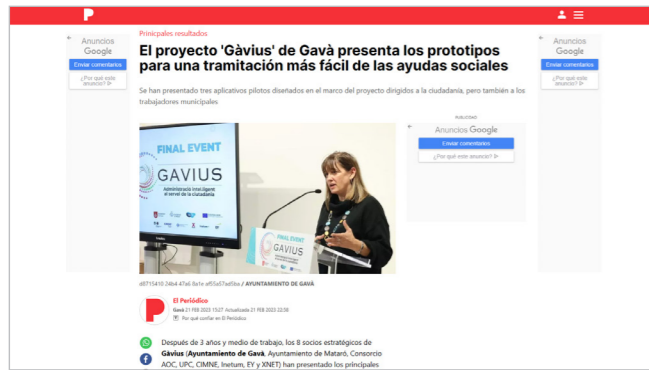 P
Prinicpales resultados
El proyecto 'Gàvius' de Gavà presenta los prototipos
para una tramitación más fácil de las ayudas sociales
Se han presentado tres aplicativos pilotos diseñados en el marco del proyecto dirigidos a la ciudadanía, pero también a los
trabajadores municipales
Anuncios
Google
Enviar comentarios
¿Por qué este
anuncio?
FINAL EVENT
GAVIUS
Administració intel·ligent
al servei de la ciudadania
FINAL EVENT
GAVIUS
PUBLICIDAD
Anuncios Google
Enviar comentarios
¿Por qué este anuncio?
Anuncios
Google
Enviar comentarios
¿Por qué este
anuncio?
/ AYUNTAMIENTO DE GAVÀ
P
El Periódico
Gavà 21 FEB 2023 15:27 Actualizada 21 FEB 2023 22:58
Por qué confiar en El Periódico
Después de 3 años y medio de trabajo, los 8 socios estratégicos de
Gàvius (Ayuntamiento de Gavà, Ayuntamiento de Mataró, Consorcio
AOC, UPC, CIMNE, Inetum, EY y XNET) han presentado los principales